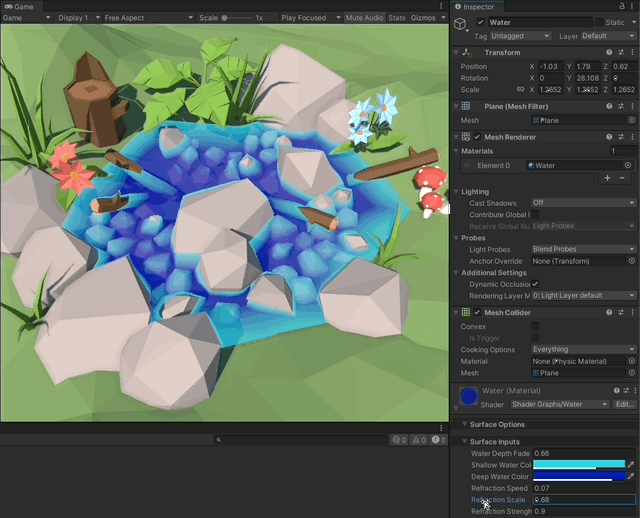 Game
Game Display 1 Free Aspect Scale 1x Play Focused Mute Audio Stats Gizmos
0 0 0
Inspector
Water Static
Tag Untagged Layer Default
Transform
Position X -1.03 Y 1.79 Z 0.62
Rotation X 0 Y 28.108 Z
Scale X Y Z 1.2652
Plane (Mesh Filter)
Mesh Plane
Mesh Renderer
Materials 1
Element 0 Water
Lighting
Cast Shadows Off
Contribute Global I
Receive Global Illu Light Probes
Probes
Light Probes Blend Probes
Anchor Override None (Transform)
Additional Settings
Dynamic Occlusion
Rendering Layer M 0: Light Layer default
Mesh Collider
Convex
Is Trigger
Cooking Options Everything
Material None (Physic Material)
Mesh Plane
Water (Material)
Shader Shader Graphs/Water Edit...
Surface Options
Surface Inputs
Water Depth Fade 0.66
Shallow Water Col
Deep Water Color
Refraction Speed 0.07
Refraction Scale 0.68
Refraction Strengh 0.9